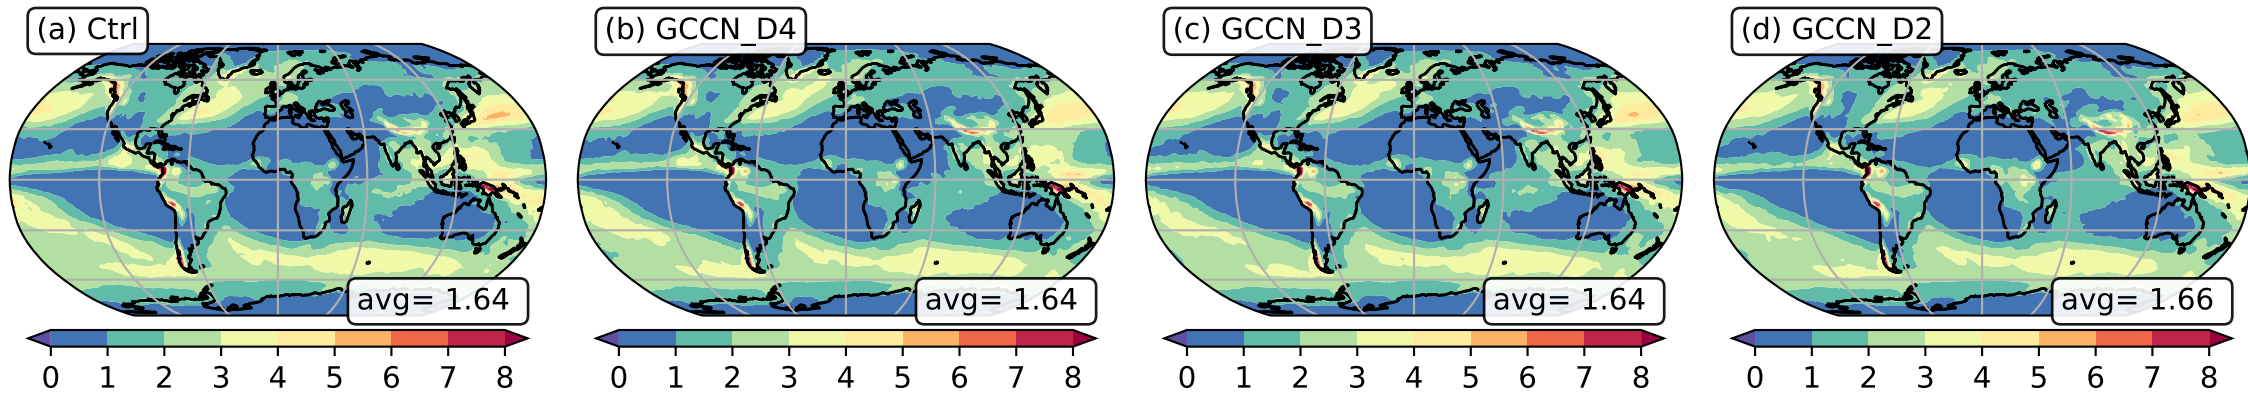 (a) Ctrl
(b) GCCN_D4
(c) GCCN_D3
(d) GCCN_D2
avg= 1.64
avg= 1.64
avg= 1.64
avg= 1.66
0 1 2 3 4 5 6 7 8
0 1 2 3 4 5 6 7 8
0 1 2 3 4 5 6 7 8
0 1 2 3 4 5 6 7 8